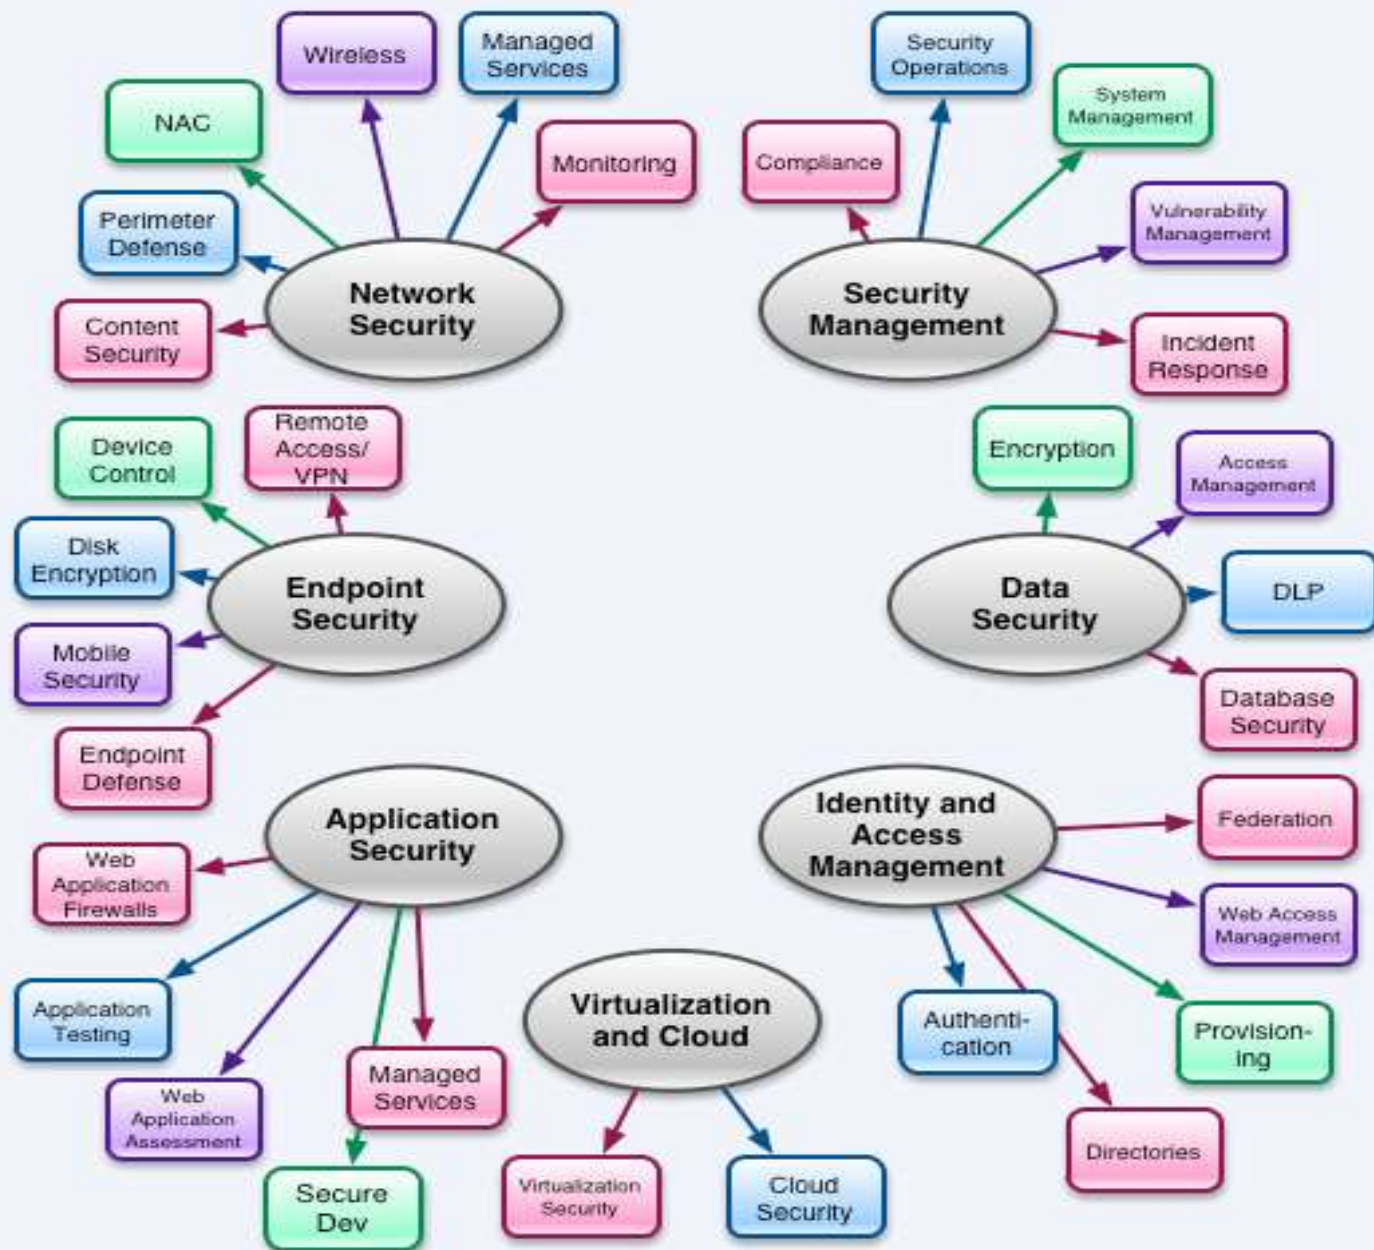 Wireless
Managed
Services
NAC
Monitoring
Perimeter
Defense
Network
Security
Content
Security
Security
Operations
System
Management
Compliance
Vulnerability
Management
Security
Management
Incident
Response
Device
Control
Remote
Access/
VPN
Disk
Encryption
Endpoint
Security
Mobile
Security
Endpoint
Defense
Encryption
Access
Management
Data
Security
DLP
Database
Security
Application
Security
Web
Application
Firewalls
Application
Testing
Web
Application
Assessment
Managed
Services
Secure
Dev
Identity and
Access
Management
Federation
Web Access
Management
Authenti-
cation
Provision-
ing
Directories
Virtualization
and Cloud
Virtualization
Security
Cloud
Security